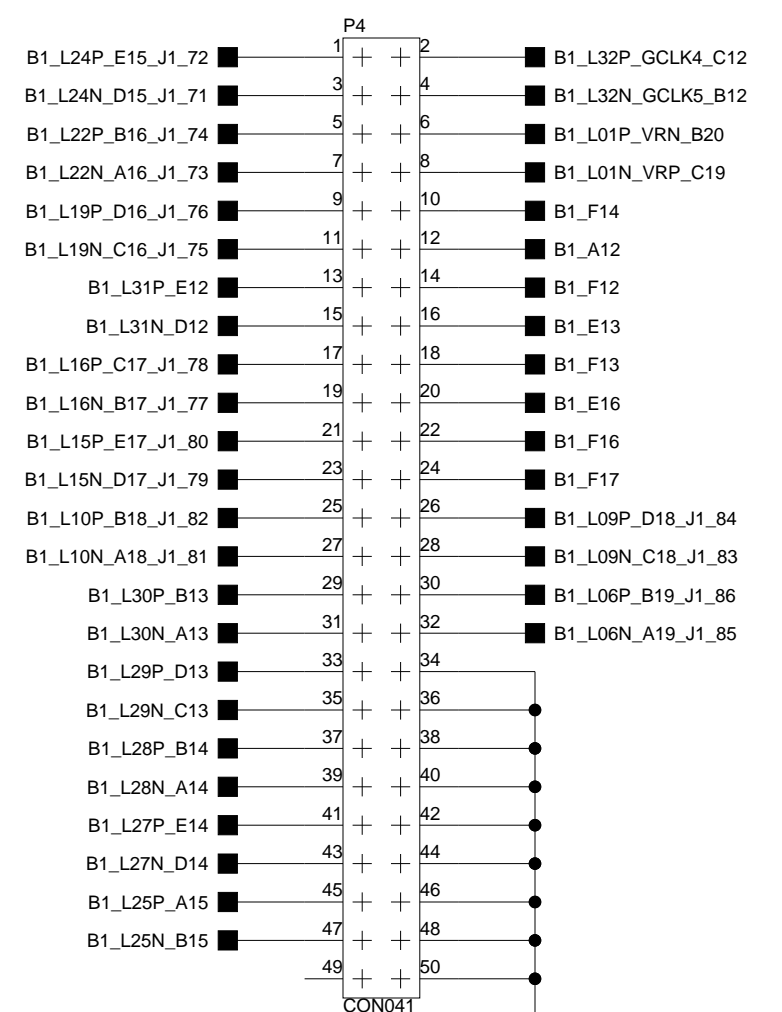 P4
B1_L24P_E15_J1_72 1 2 B1_L32P_GCLK4_C12
B1_L24N_D15_J1_71 3 4 B1_L32N_GCLK5_B12
B1_L22P_B16_J1_74 5 6 B1_L01P_VRN_B20
B1_L22N_A16_J1_73 7 8 B1_L01N_VRP_C19
B1_L19P_D16_J1_76 9 10 B1_F14
B1_L19N_C16_J1_75 11 12 B1_A12
B1_L31P_E12 13 14 B1_F12
B1_L31N_D12 15 16 B1_E13
B1_L16P_C17_J1_78 17 18 B1_F13
B1_L16N_B17_J1_77 19 20 B1_E16
B1_L15P_E17_J1_80 21 22 B1_F16
B1_L15N_D17_J1_79 23 24 B1_F17
B1_L10P_B18_J1_82 25 26 B1_L09P_D18_J1_84
B1_L10N_A18_J1_81 27 28 B1_L09N_C18_J1_83
B1_L30P_B13 29 30 B1_L06P_B19_J1_86
B1_L30N_A13 31 32 B1_L06N_A19_J1_85
B1_L29P_D13 33 34
B1_L29N_C13 35 36
B1_L28P_B14 37 38
B1_L28N_A14 39 40
B1_L27P_E14 41 42
B1_L27N_D14 43 44
B1_L25P_A15 45 46
B1_L25N_B15 47 48
49 50
CON041